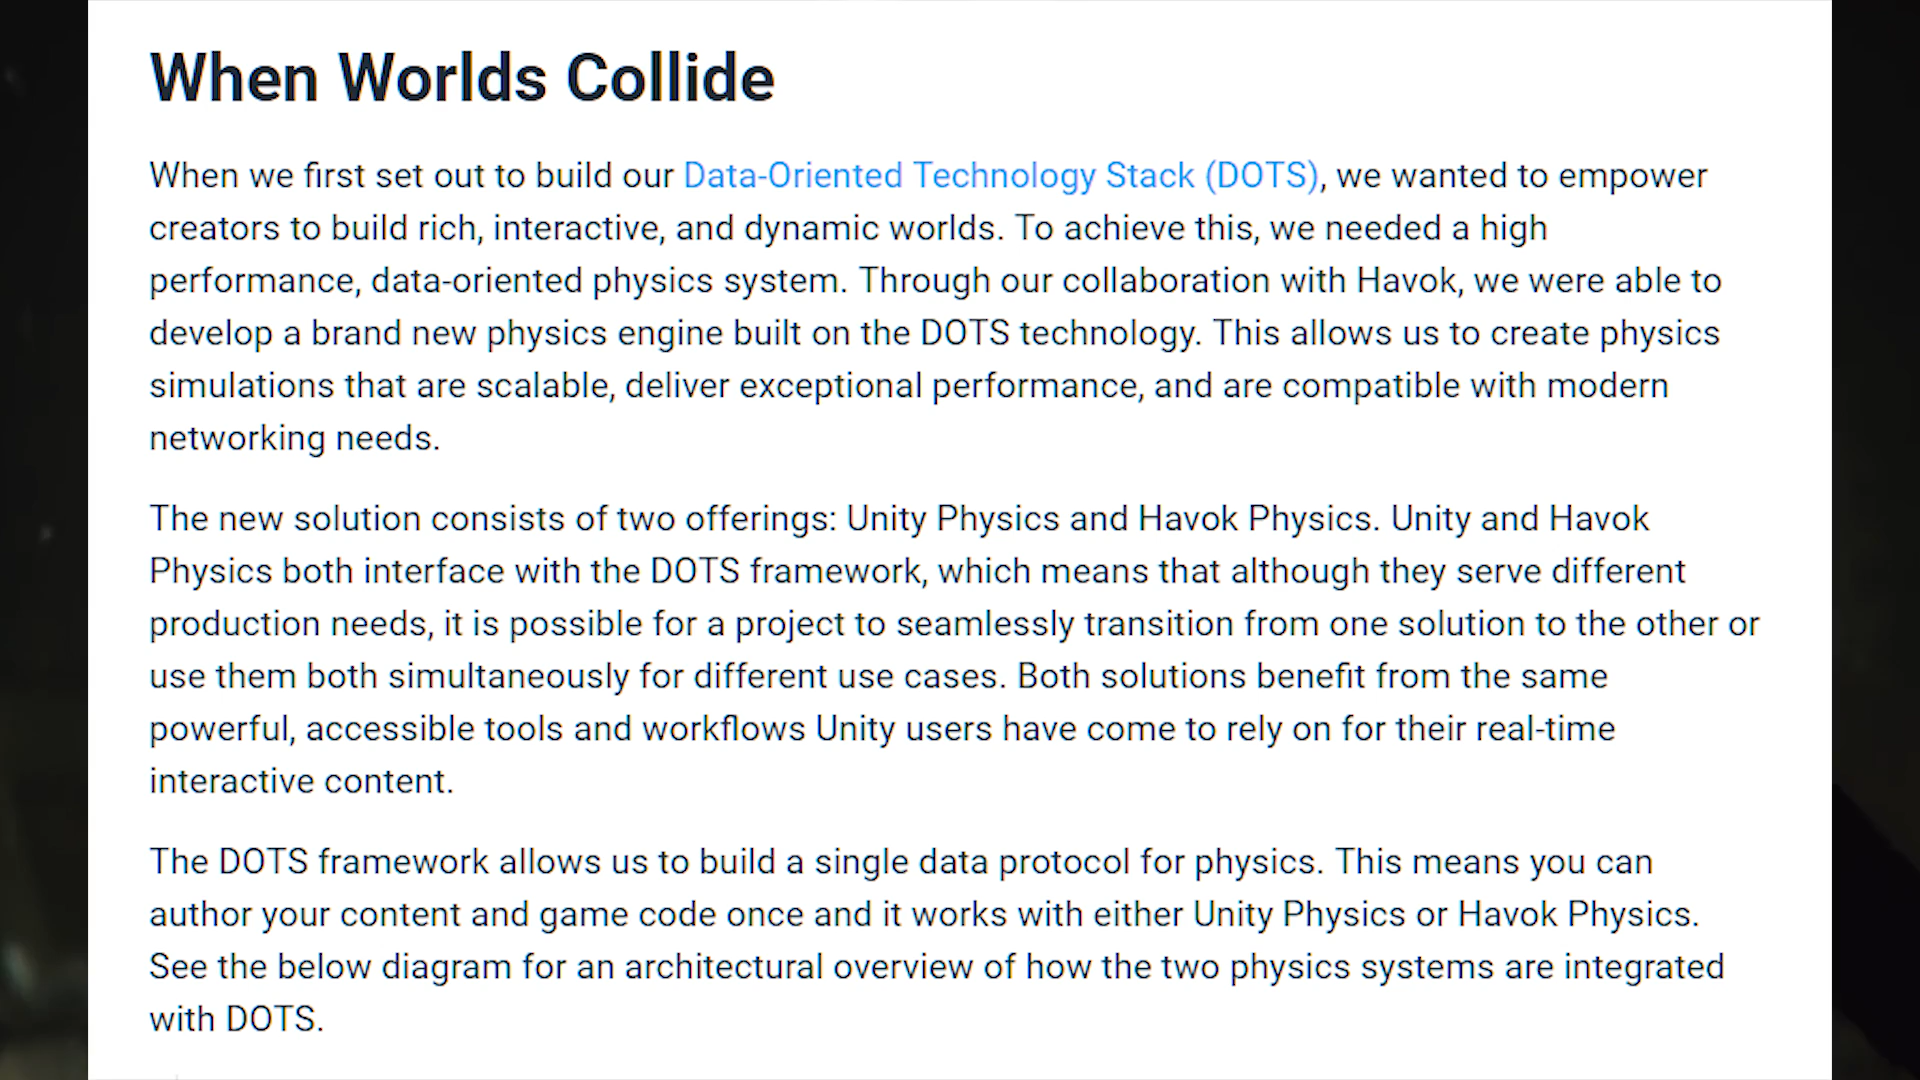 When Worlds Collide
When we first set out to build our Data-Oriented Technology Stack (DOTS), we wanted to empower
creators to build rich, interactive, and dynamic worlds. To achieve this, we needed a high
performance, data-oriented physics system. Through our collaboration with Havok, we were able to
develop a brand new physics engine built on the DOTS technology. This allows us to create physics
simulations that are scalable, deliver exceptional performance, and are compatible with modern
networking needs.
The new solution consists of two offerings: Unity Physics and Havok Physics. Unity and Havok
Physics both interface with the DOTS framework, which means that although they serve different
production needs, it is possible for a project to seamlessly transition from one solution to the other or
use them both simultaneously for different use cases. Both solutions benefit from the same
powerful, accessible tools and workflows Unity users have come to rely on for their real-time
interactive content.
The DOTS framework allows us to build a single data protocol for physics. This means you can
author your content and game code once and it works with either Unity Physics or Havok Physics.
See the below diagram for an architectural overview of how the two physics systems are integrated
with DOTS.